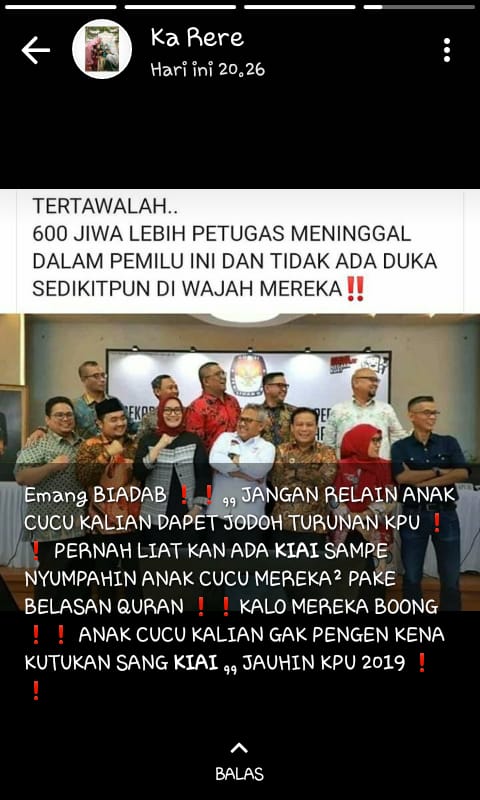 Ka Rere
Hari ini 20.26
TERTAWALAH..
600 JIWA LEBIH PETUGAS MENINGGAL
DALAM PEMILU INI DAN TIDAK ADA DUKA
SEDIKITPUN DI WAJAH MEREKA‼️
Emang BIADAB ❗❗,, JANGAN RELAIN ANAK
CUCU KALIAN DAPET JODOH TURUNAN KPU ❗
❗ PERNAH LIAT KAN ADA KIAI SAMPE
NYUMPAHIN ANAK CUCU MEREKA² PAKE
BELASAN QURAN ❗❗KALO MEREKA BOONG
❗❗ ANAK CUCU KALIAN GAK PENGEN KENA
KUTUKAN SANG KIAI ,, JAUHIN KPU 2019 ❗
❗
BALAS